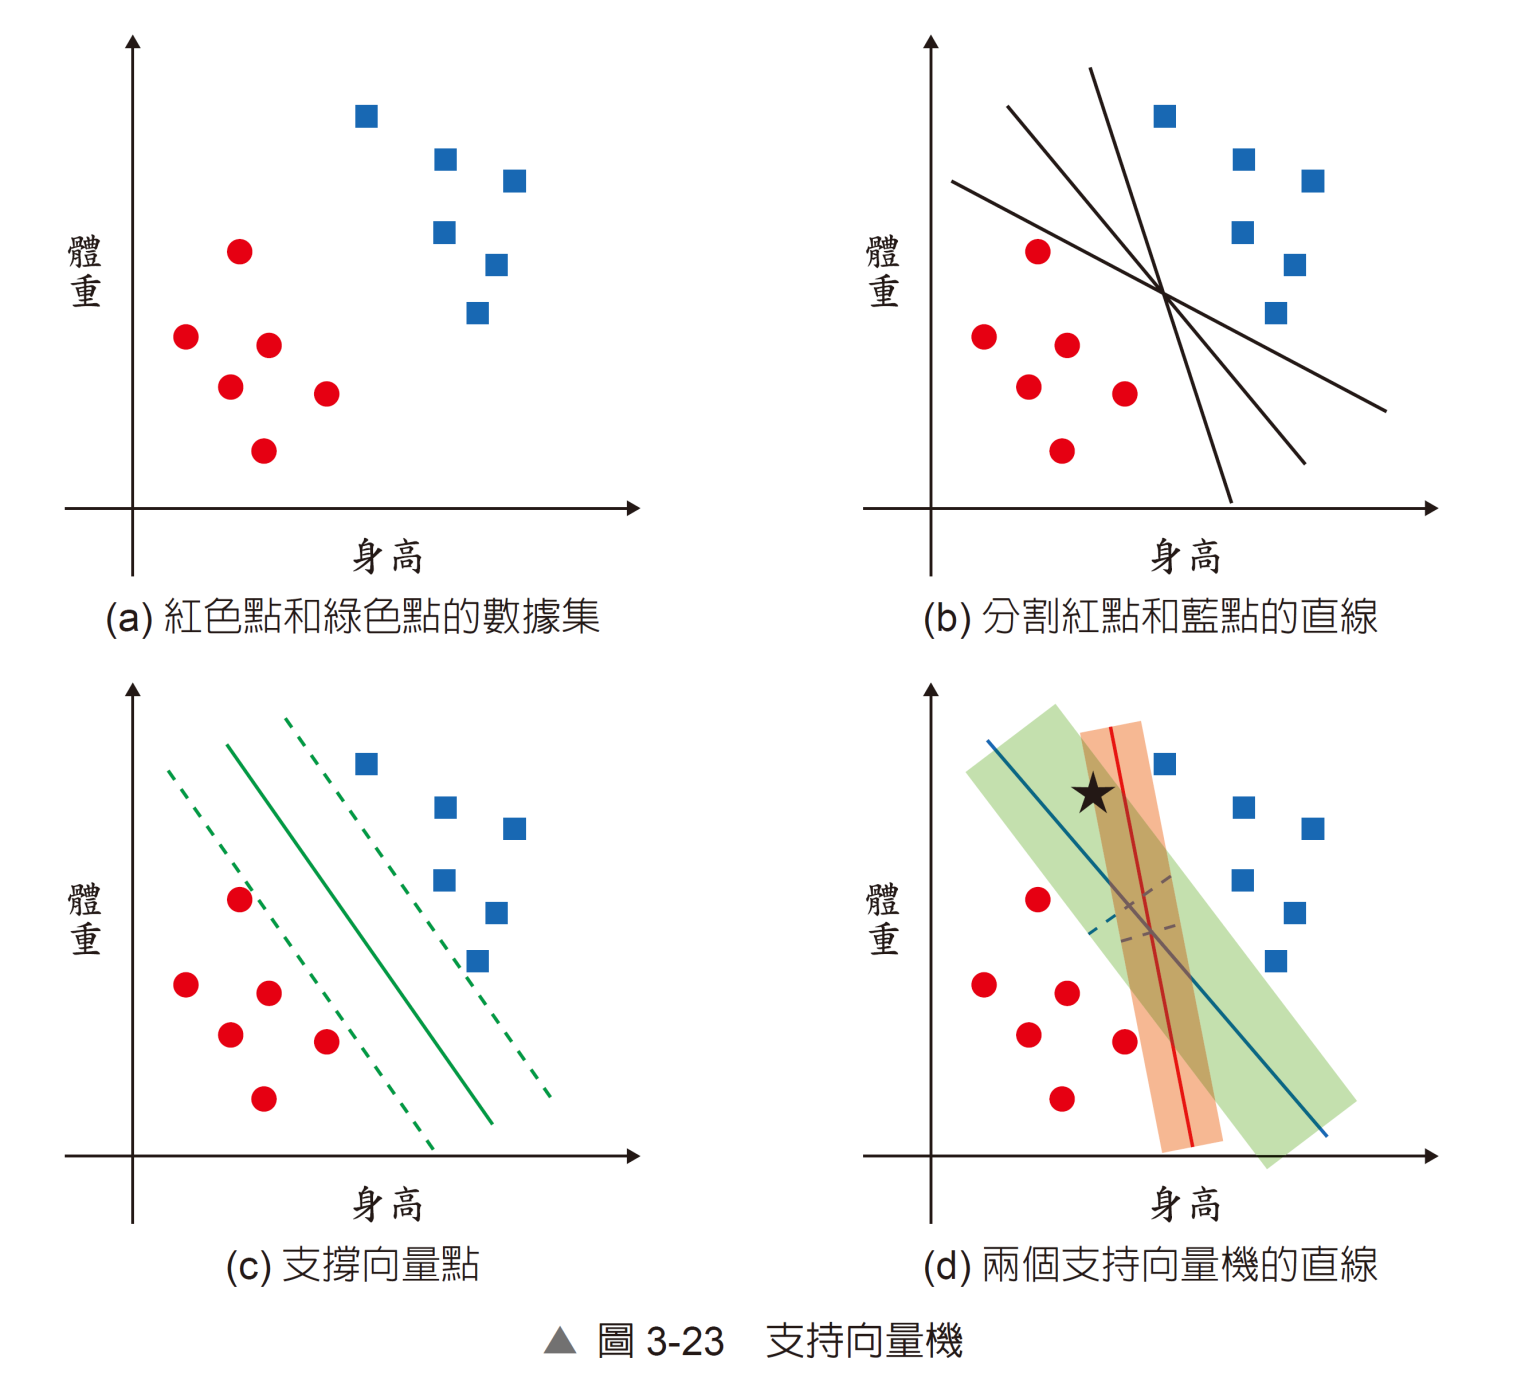 體重
身高
(a) 紅色點和綠色點的數據集
體重
身高
(b) 分割紅點和藍點的直線
體重
身高
(c) 支撐向量點
體重
身高
(d) 兩個支持向量機的直線
▲ 圖 3-23 支持向量機